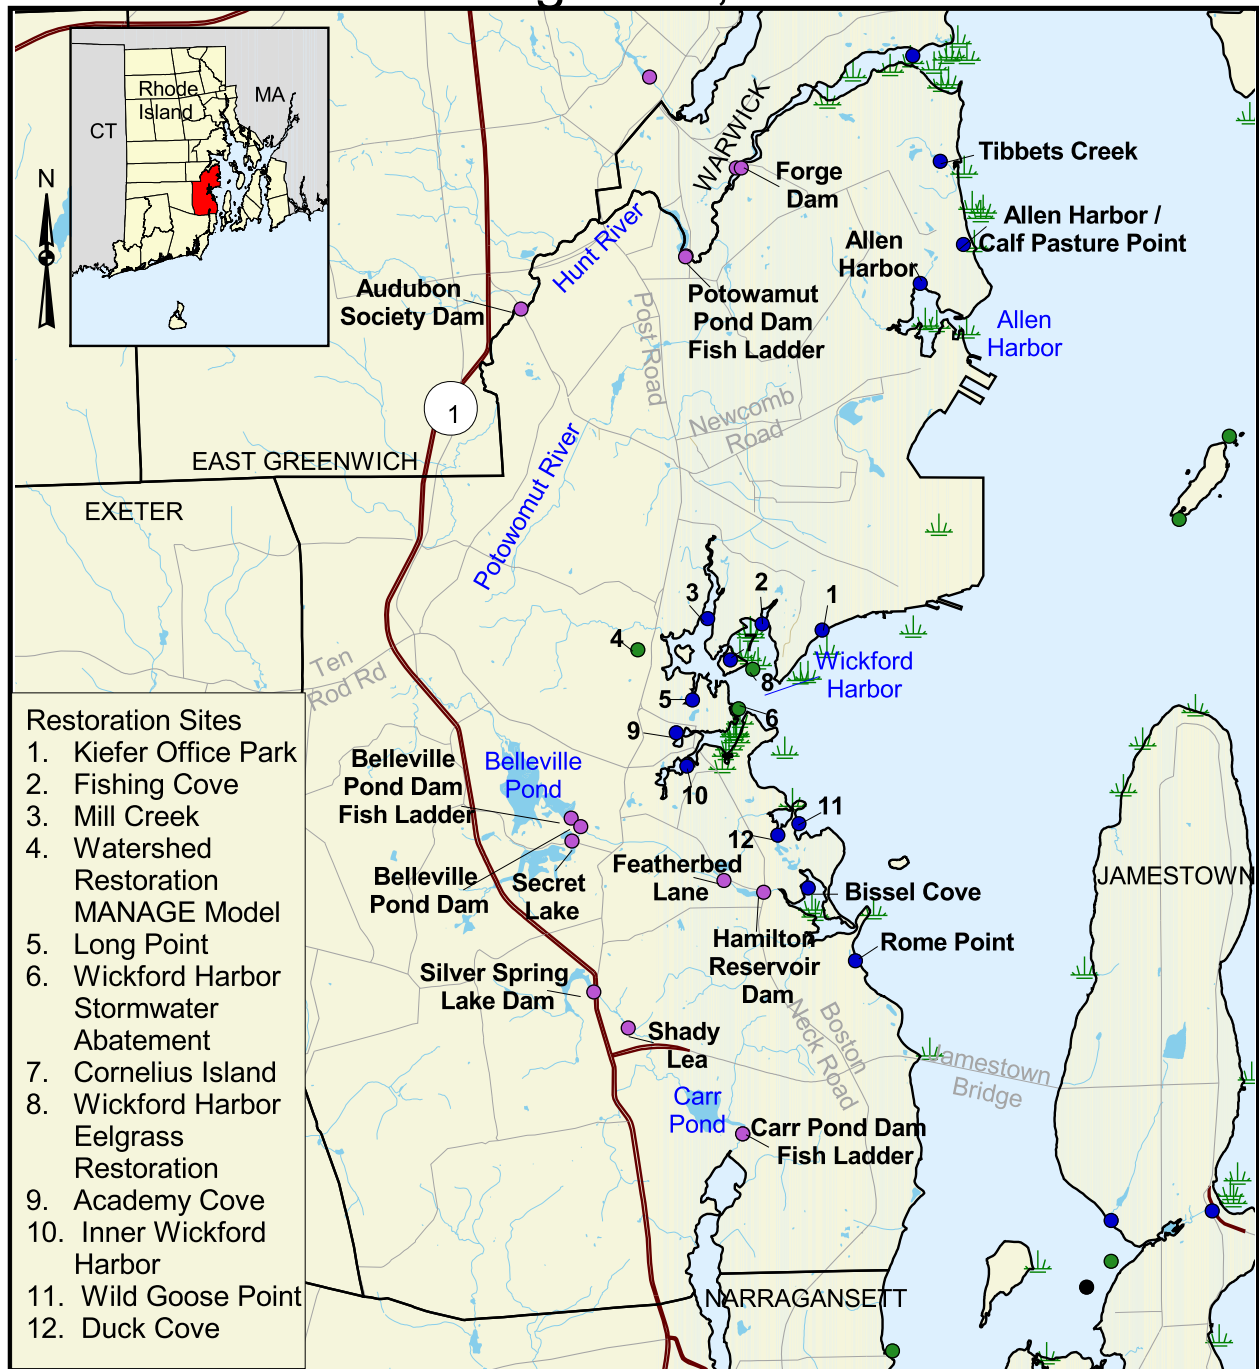 Rhode
Island
MA
CT
N
WARWICK
Tibbets Creek
Forge
Dam
Allen Harbor /
Calf Pasture Point
Allen
Harbor
Hunt River
Audubon
Society Dam
Potowamut
Pond Dam
Fish Ladder
Post Road
Allen
Harbor
1
Newcomb
Road
EAST GREENWICH
EXETER
Potowomut River
3
2
1
4
7
8
Wickford
Harbor
Ten
Rod Rd
5
6
9
10
11
12
Belleville
Pond Dam
Fish Ladder
Belleville
Pond
Belleville
Pond Dam
Secret
Lake
Featherbed
Lane
Bissel Cove
JAMESTOWN
Hamilton
Reservoir
Dam
Rome Point
Silver Spring
Lake Dam
Shady
Lea
Boston
Neck Road
Jamestown
Bridge
Carr
Pond
Carr Pond Dam
Fish Ladder
NARRAGANSETT
Restoration Sites
1. Kiefer Office Park
2. Fishing Cove
3. Mill Creek
4. Watershed
Restoration
MANAGE Model
5. Long Point
6. Wickford Harbor
Stormwater
Abatement
7. Cornelius Island
8. Wickford Harbor
Eelgrass
Restoration
9. Academy Cove
10. Inner Wickford
Harbor
11. Wild Goose Point
12. Duck Cove